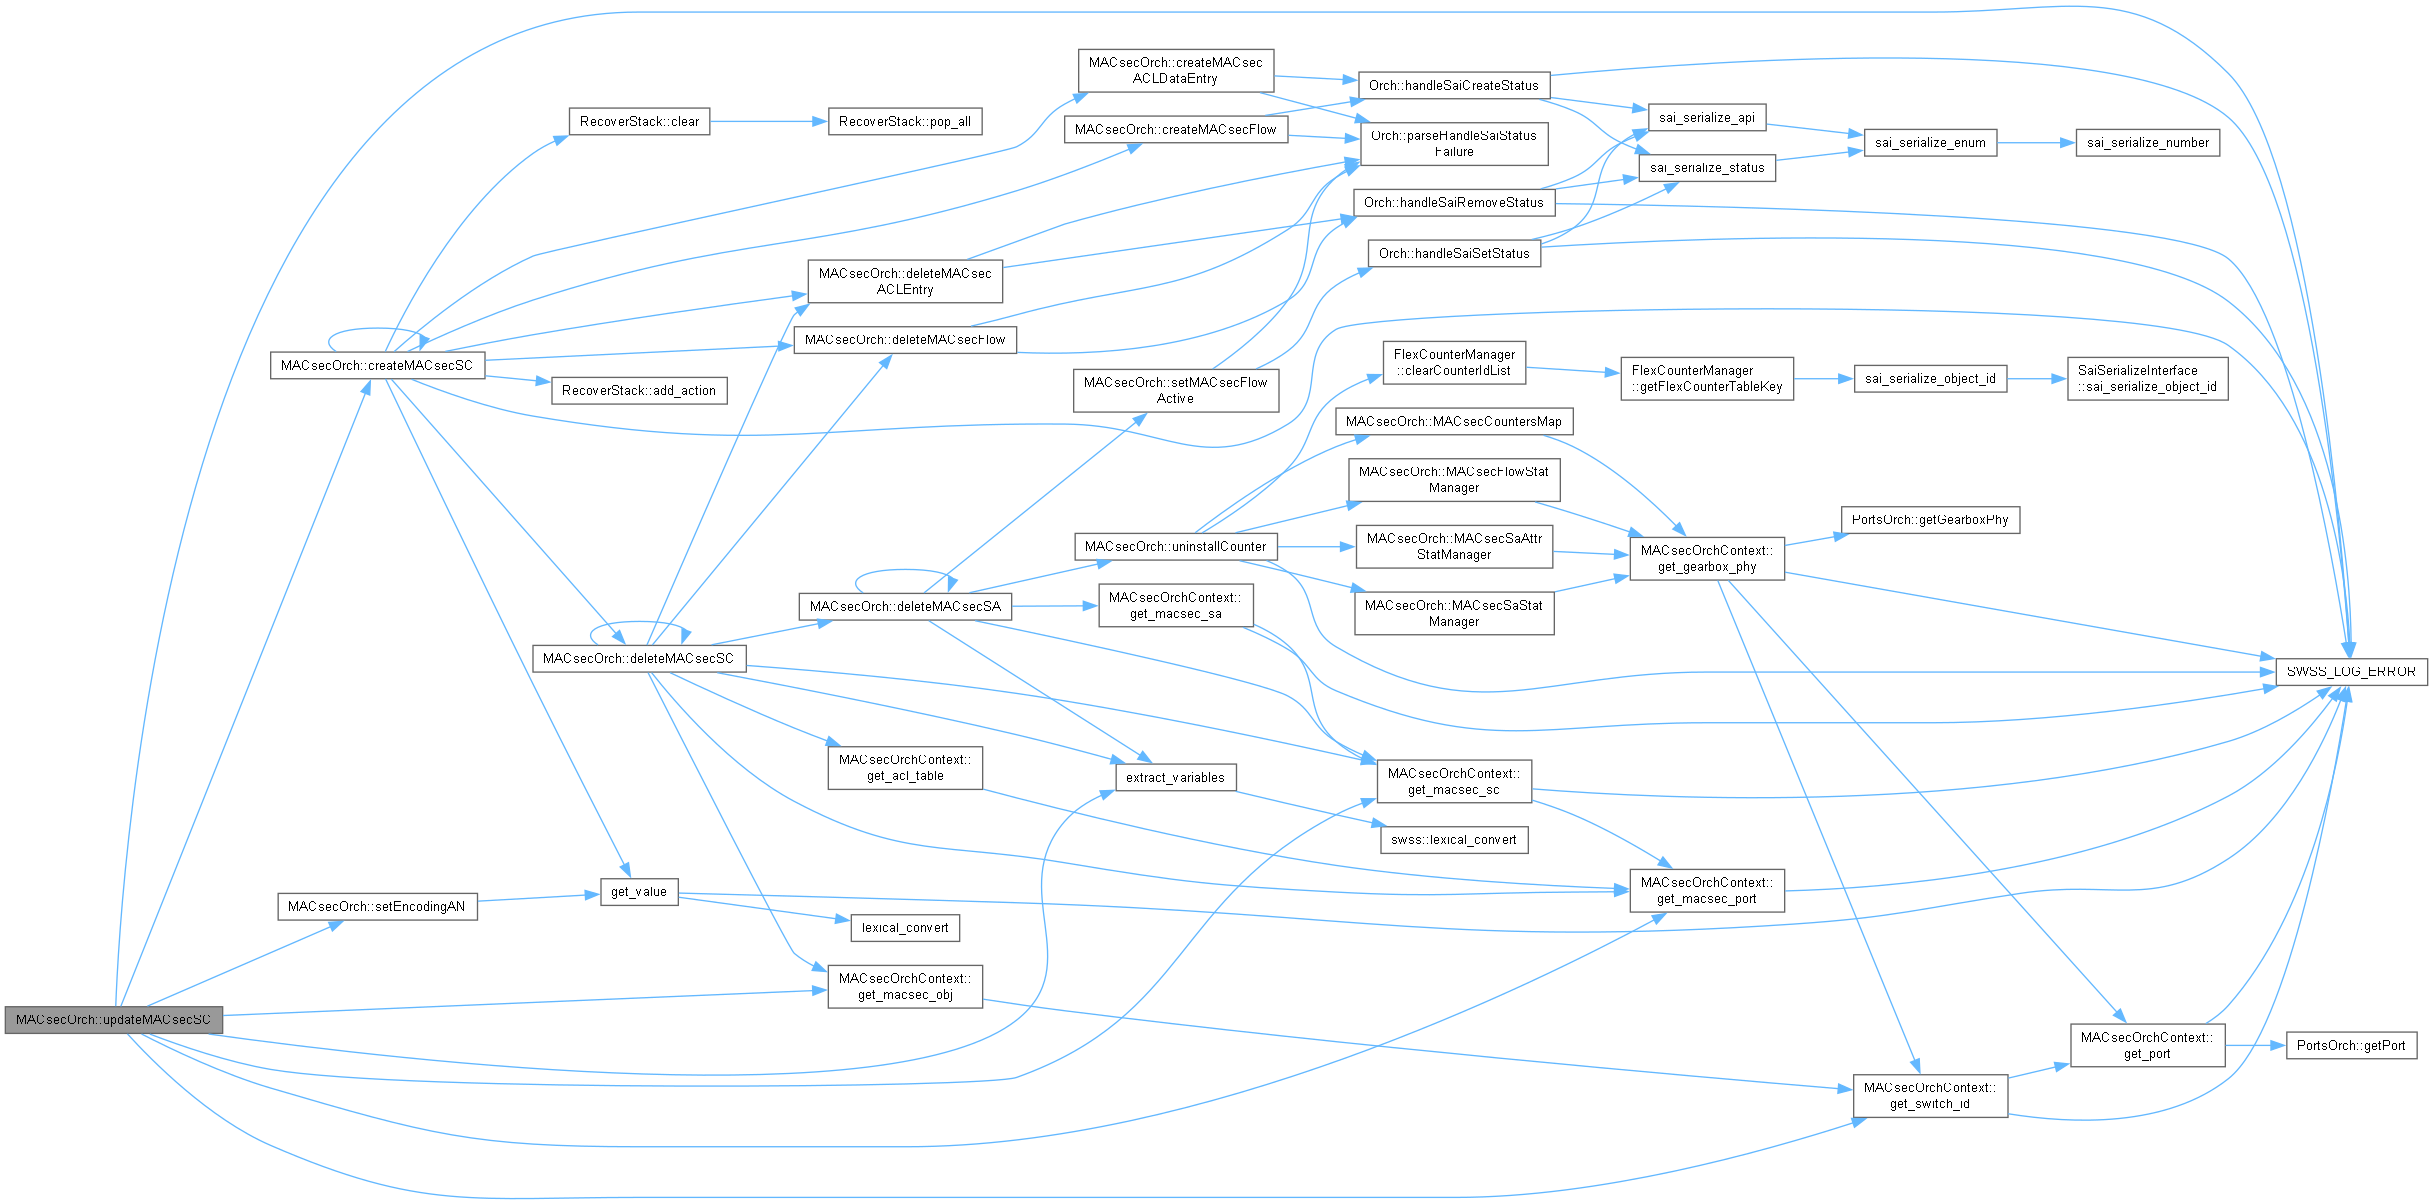 MACsecOrch::updateMACsecSC
MACsecOrch::createMACsecSC
MACsecOrch::setEncodingAN
RecoverStack::clear
RecoverStack::add_action
MACsecOrch::deleteMACsecSC
get_value
RecoverStack::pop_all
MACsecOrch::deleteMACsec
ACLEntry
MACsecOrch::deleteMACsecFlow
MACsecOrch::deleteMACsecSA
MACsecOrchContext::
get_acl_table
lexical_convert
MACsecOrchContext::
get_macsec_obj
MACsecOrch::createMACsec
ACLDataEntry
MACsecOrch::createMACsecFlow
MACsecOrch::setMACsecFlow
Active
MACsecOrch::uninstallCounter
MACsecOrchContext::
get_macsec_sa
extract_variables
Orch::handleSaiCreateStatus
Orch::parseHandleSaiStatus
Failure
Orch::handleSaiRemoveStatus
Orch::handleSaiSetStatus
FlexCounterManager
::clearCounterIdList
MACsecOrch::MACsecCountersMap
MACsecOrch::MACsecFlowStat
Manager
MACsecOrch::MACsecSaAttr
StatManager
MACsecOrch::MACsecSaStat
Manager
MACsecOrchContext::
get_macsec_sc
swss::lexical_convert
sai_serialize_api
sai_serialize_status
FlexCounterManager
::getFlexCounterTableKey
MACsecOrchContext::
get_gearbox_phy
MACsecOrchContext::
get_macsec_port
sai_serialize_enum
sai_serialize_object_id
PortsOrch::getGearboxPhy
MACsecOrchContext::
get_switch_id
sai_serialize_number
SaiSerializeInterface
::sai_serialize_object_id
MACsecOrchContext::
get_port
SWSS_LOG_ERROR
PortsOrch::getPort